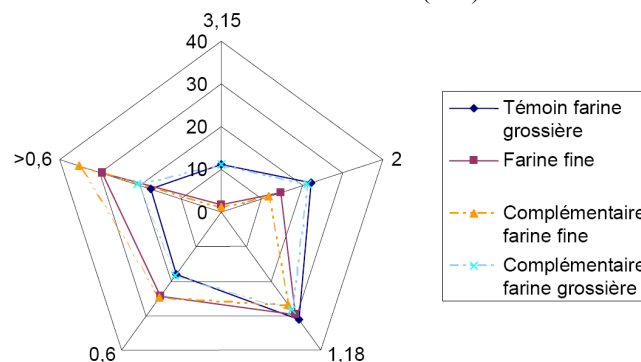 3,15
40
30
20
10
0
>0,6
2
0,6
1,18
Témoin farine
grossière
Farine fine
Complémentaire
farine fine
Complémentaire
farine grossière